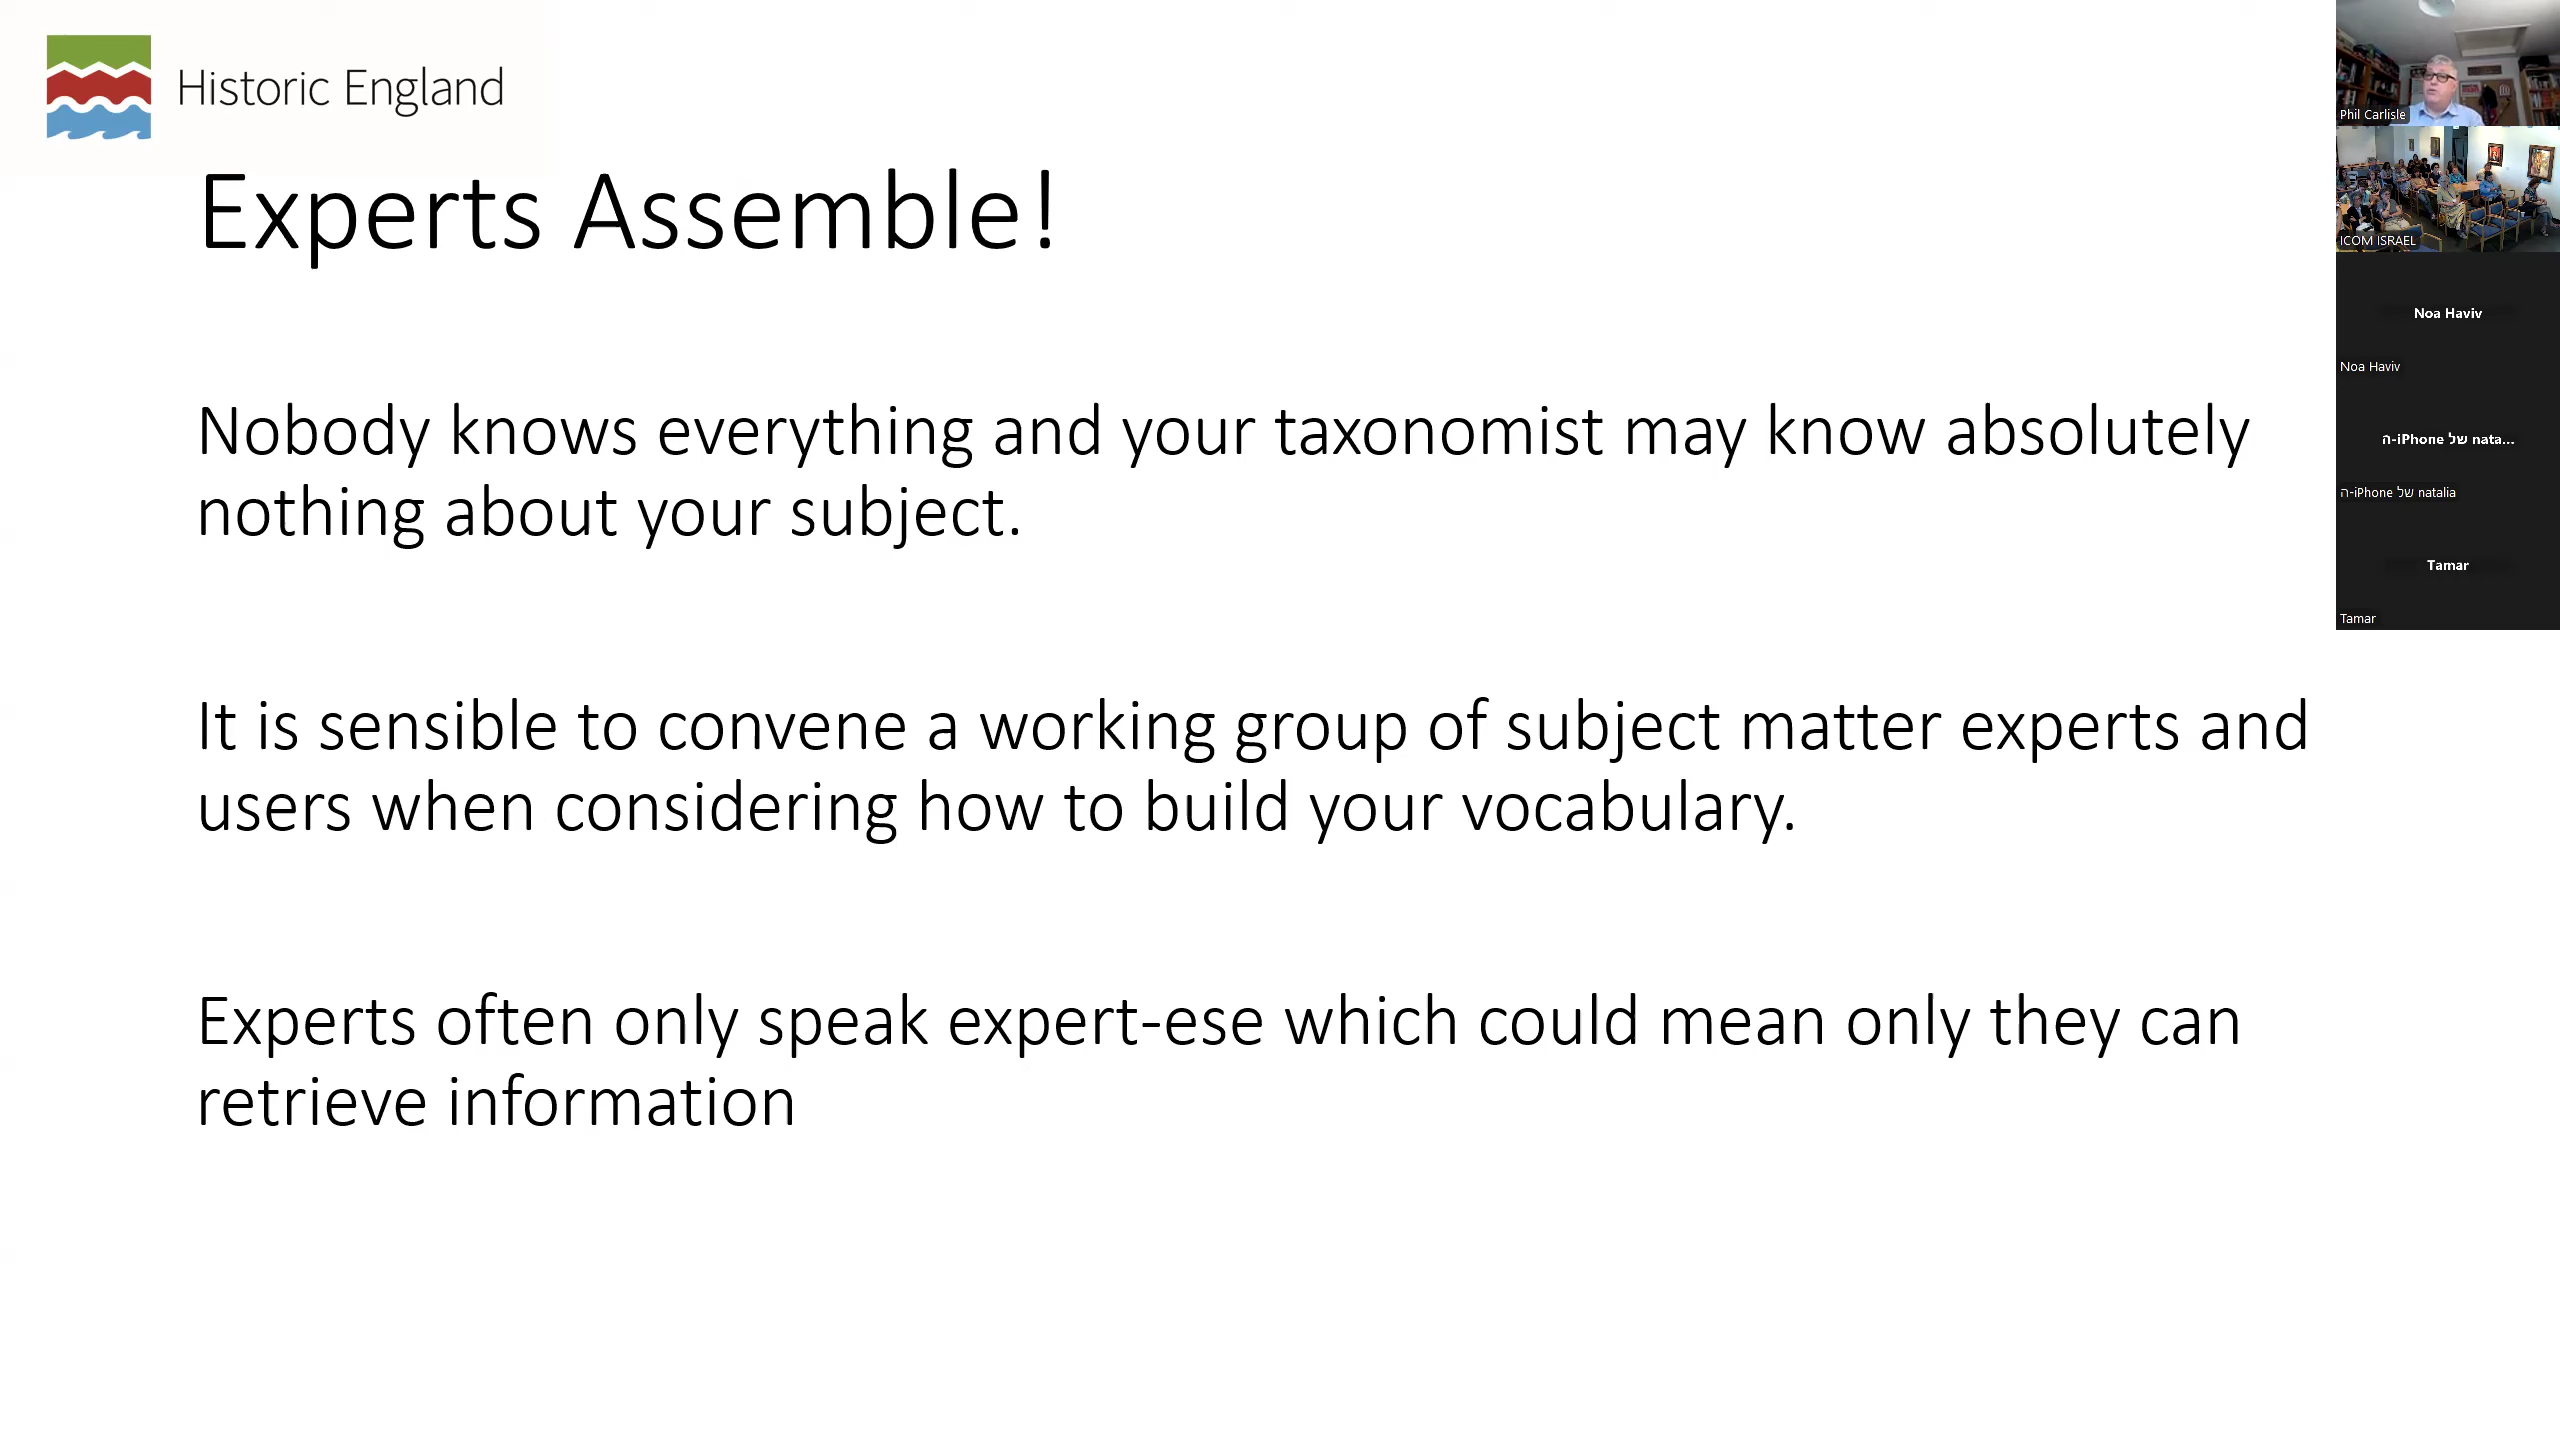 Historic England
Experts Assemble!
Nobody knows everything and your taxonomist may know absolutely
nothing about your subject.
It is sensible to convene a working group of subject matter experts and
users when considering how to build your vocabulary.
Experts often only speak expert-ese which could mean only they can
retrieve information
Phil Carlisle
ICOM ISRAEL
Noa Haviv
Noa Haviv
ה-iPhone של nata...
ה-iPhone של natalia
Tamar
Tamar